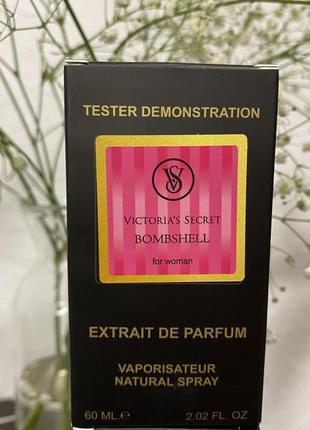 TESTER DEMONSTRATION
VS
VICTORIA'S SECRET
BOMBSHELL
for woman
EXTRAIT DE PARFUM
VAPORISATEUR
NATURAL SPRAY
60 ML.℮ 2.02 FL. OZ